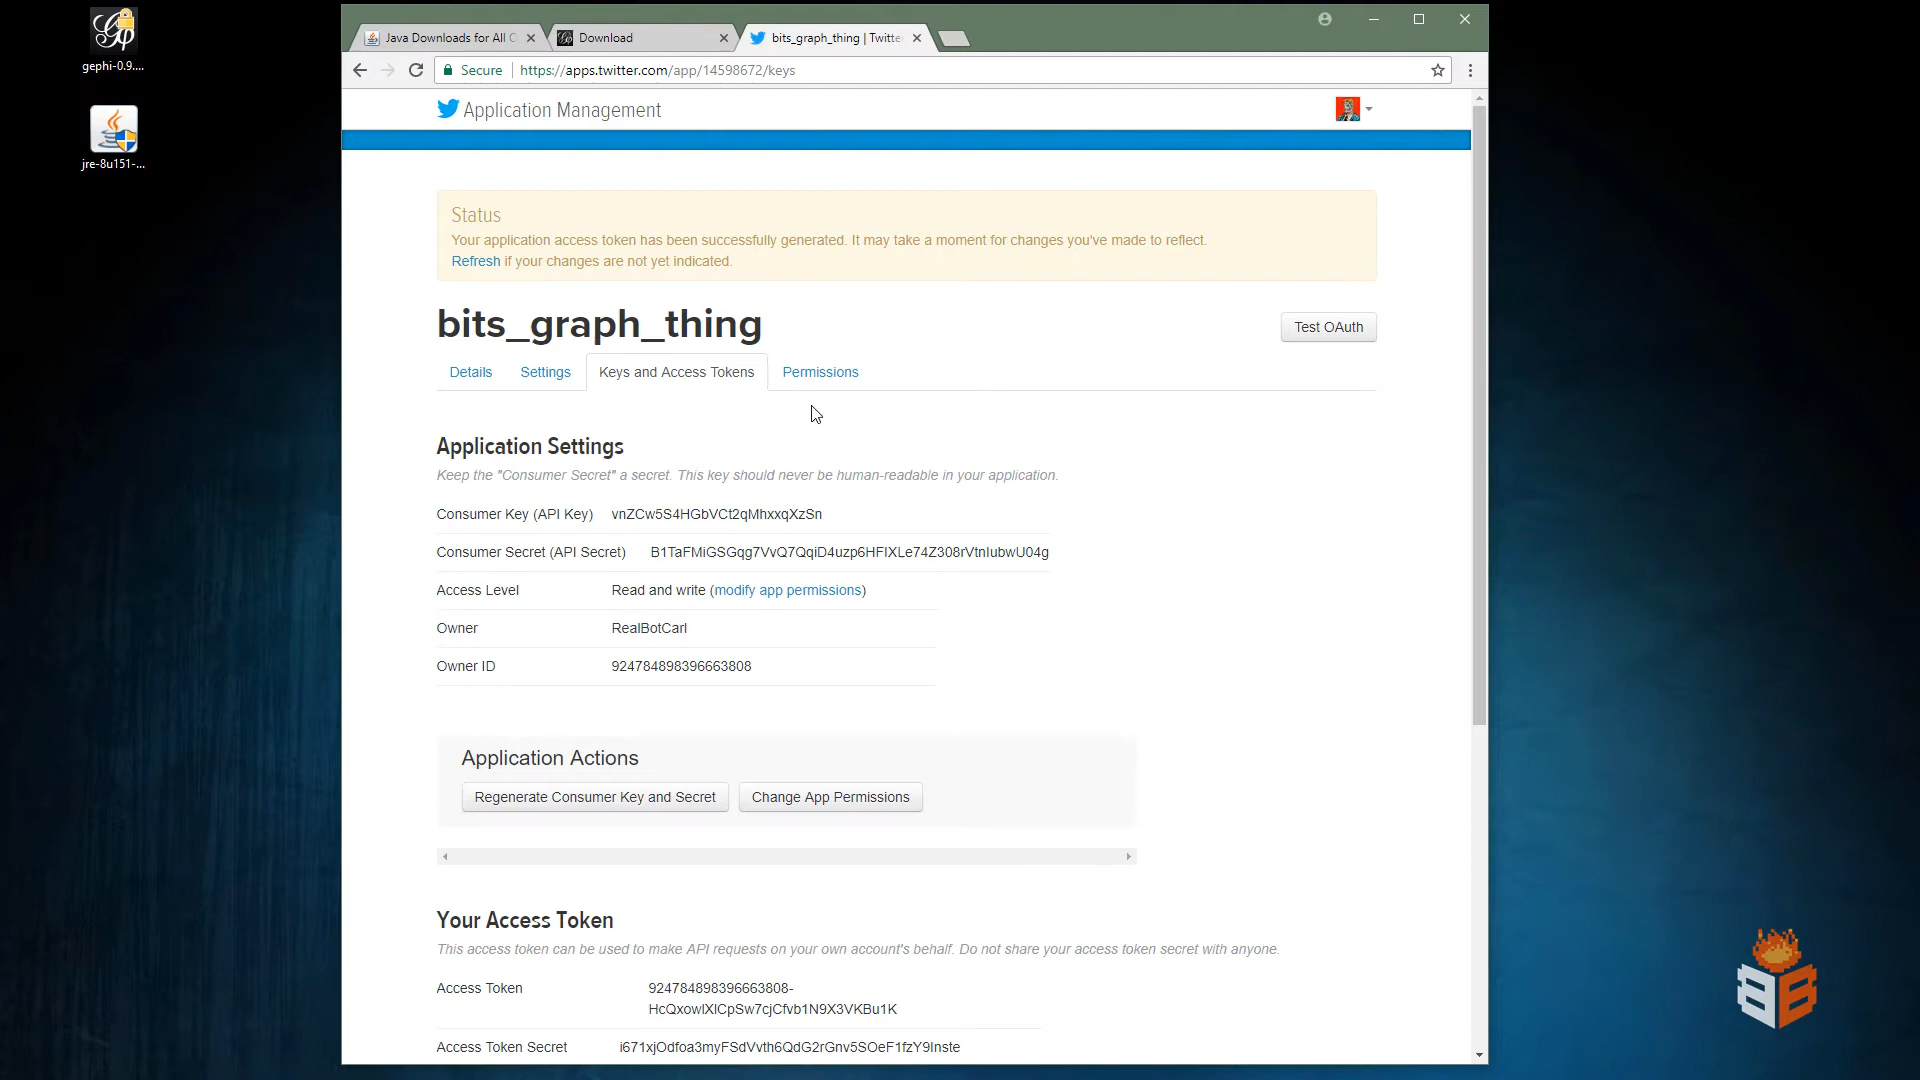 gephi-0.9....
jre-8u151-...
Java Downloads for All O
Download
bits_graph_thing | Twitte
Secure
https://apps.twitter.com/app/14598672/keys
Application Management
Status
Your application access token has been successfully generated. It may take a moment for changes you've made to reflect.
Refresh if your changes are not yet indicated.
bits_graph_thing
Test OAuth
Details
Settings
Keys and Access Tokens
Permissions
Application Settings
Keep the "Consumer Secret" a secret. This key should never be human-readable in your application.
Consumer Key (API Key) vnZCw5S4HGbVCt2qMhxxqXzSn
Consumer Secret (API Secret) B1TaFMiGSGqg7VvQ7QqiD4uzp6HFIXLe74Z308rVtnIubwU04g
Access Level Read and write (modify app permissions)
Owner RealBotCarl
Owner ID 924784898396663808
Application Actions
Regenerate Consumer Key and Secret
Change App Permissions
Your Access Token
This access token can be used to make API requests on your own account's behalf. Do not share your access token secret with anyone.
Access Token 924784898396663808-
HcQxowlXlCpSw7cjCfvb1N9X3VKBu1K
Access Token Secret i671xjOdfoa3myFSdVvth6QdG2rGnv5SOeF1fzY9Inste